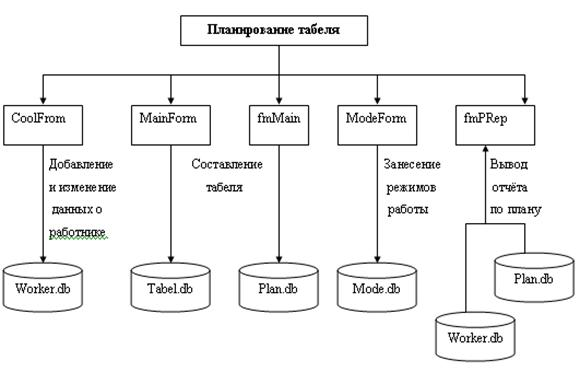 Планирование табеля
CoolFrom
MainForm
fmMain
ModeForm
fmPRep
Добавление
и изменение
данных о
работнике
Составление
табеля
Занесение
режимов
работы
Вывод
отчёта
по плану
Worker.db
Tabel.db
Plan.db
Mode.db
Plan.db
Worker.db